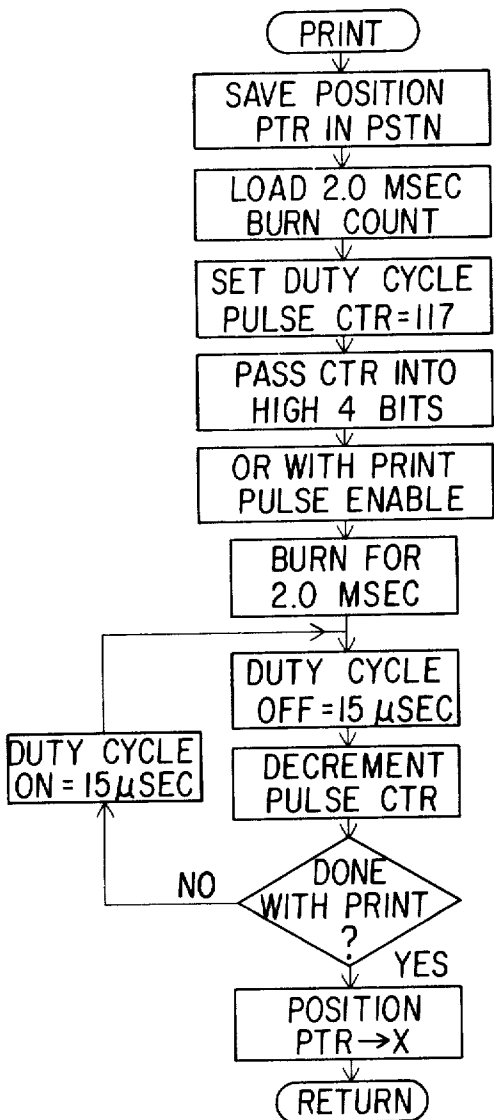 PRINT
SAVE POSITION
PTR IN PSTN
LOAD 2.0 MSEC
BURN COUNT
SET DUTY CYCLE
PULSE CTR=117
PASS CTR INTO
HIGH 4 BITS
OR WITH PRINT
PULSE ENABLE
BURN FOR
2.0 MSEC
DUTY CYCLE
OFF=15 μSEC
DUTY CYCLE
ON=15μSEC
DECREMENT
PULSE CTR
DONE
WITH PRINT
?
NO
YES
POSITION
PTR→X
RETURN